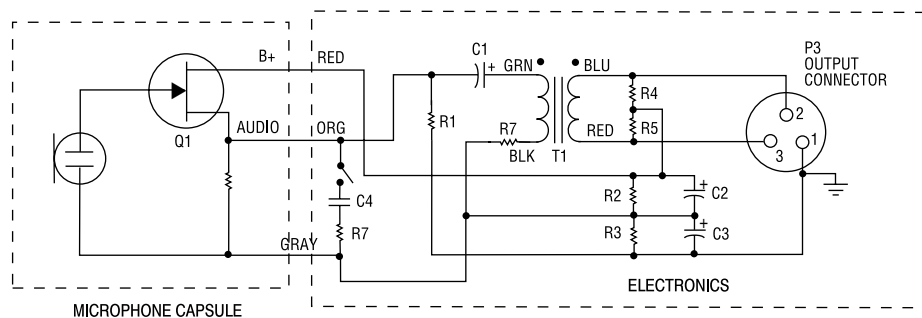 P3
OUTPUT
CONNECTOR
B+
RED
C1
+
GRN
BLU
R4
R5
2
1
3
Q1
AUDIO
ORG
R1
R7
BLK
T1
RED
C4
R7
R2
+
C2
R3
+
C3
GRAY
ELECTRONICS
MICROPHONE CAPSULE